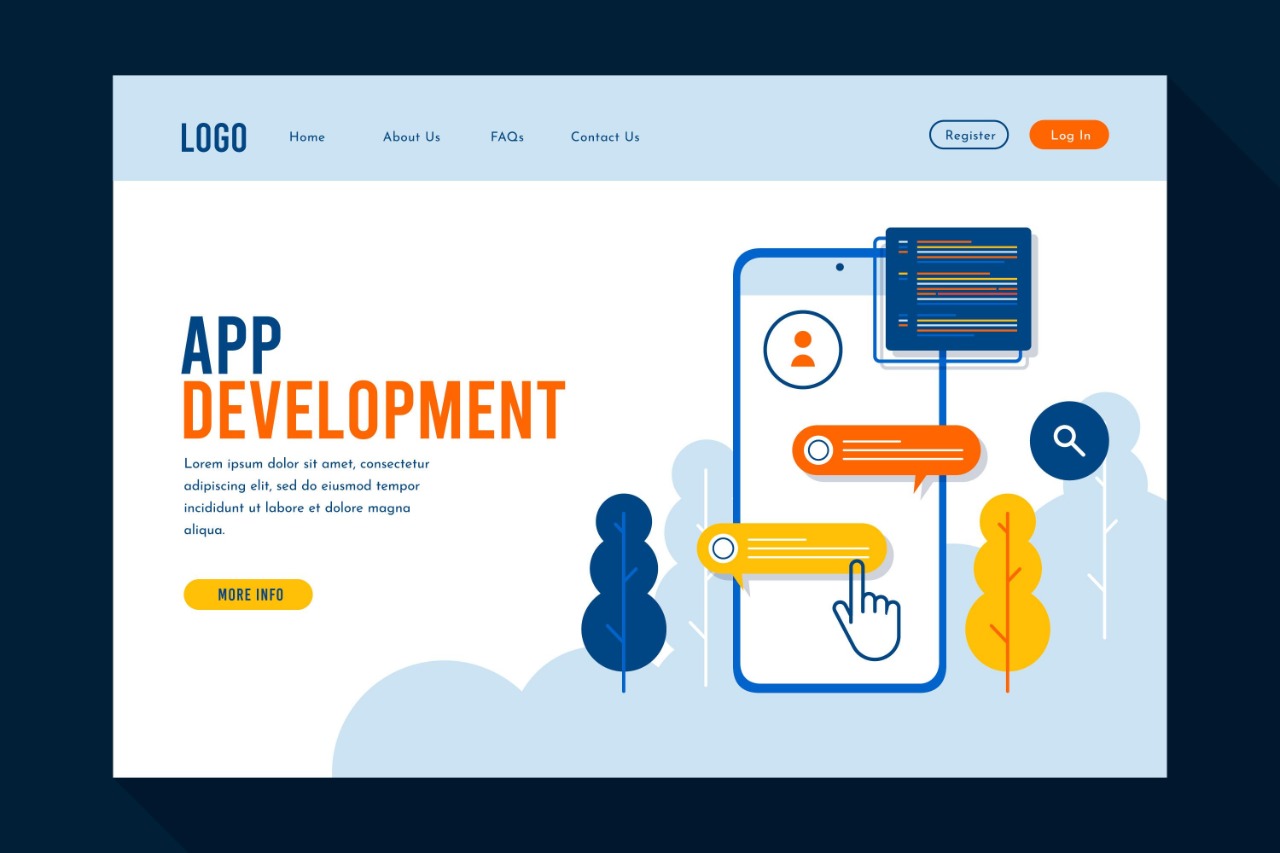 LOGO Home About Us FAQs Contact Us Register Log In
APP
DEVELOPMENT
Lorem ipsum dolor sit amet, consectetur
adipiscing elit, sed do eiusmod tempor
incididunt ut labore et dolore magna
aliqua.
MORE INFO